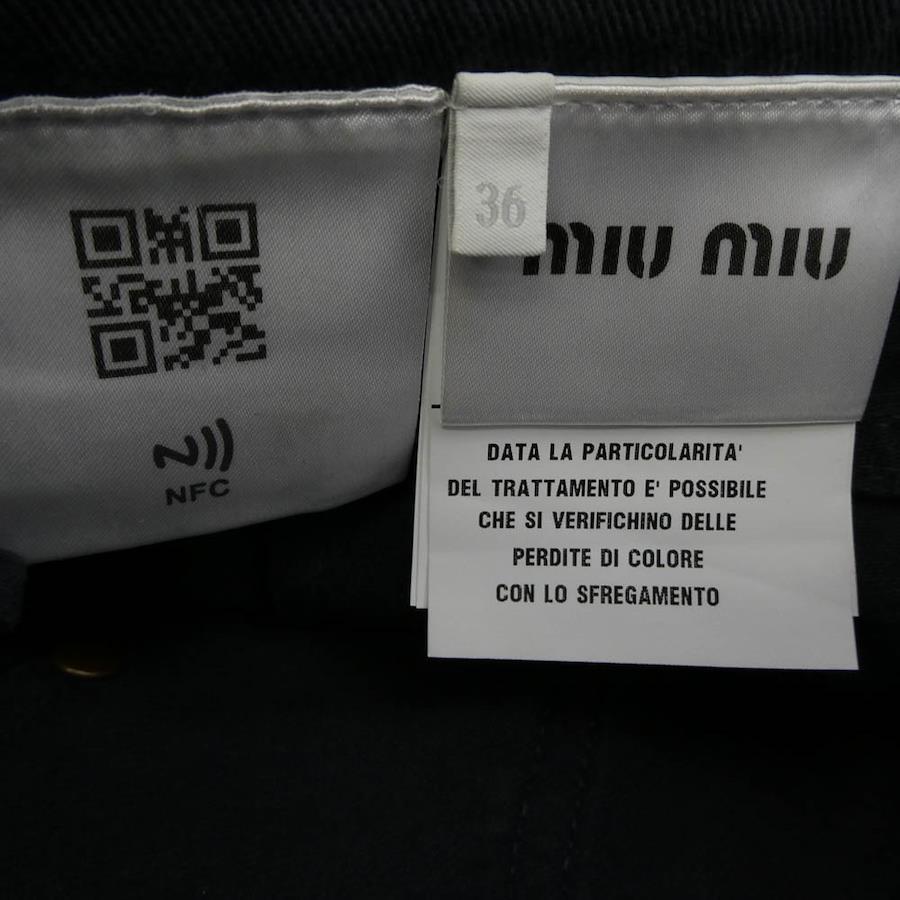 36
MIU MIU
NFC
DATA LA PARTICOLARITA'
DEL TRATTAMENTO E' POSSIBILE
CHE SI VERIFICHINO DELLE
PERDITE DI COLORE
CON LO SFREGAMENTO